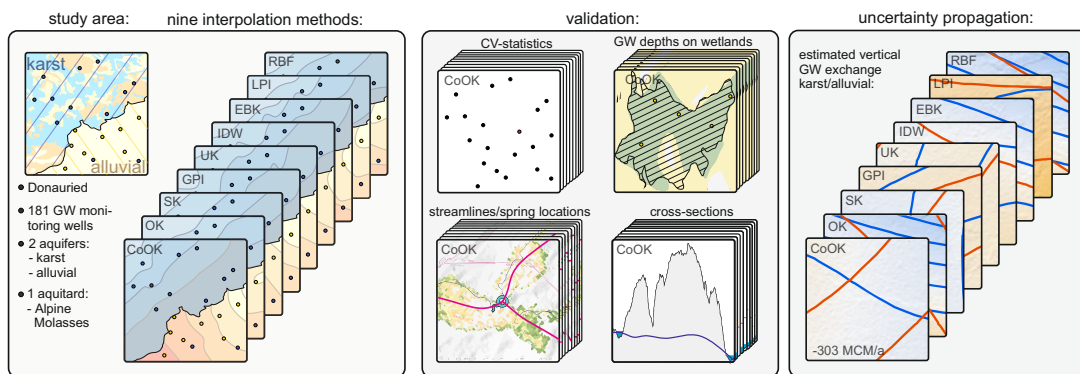 study area:
nine interpolation methods:
validation:
uncertainty propagation:
karst
alluvial
Donauried
181 GW moni-
toring wells
2 aquifers:
- karst
- alluvial
1 aquitard:
- Alpine
Molasses
RBF
LPI
EBK
IDW
UK
GPI
SK
OK
CoOK
CV-statistics
CoOK
GW depths on wetlands
CoOK
streamlines/spring locations
CoOK
cross-sections
CoOK
estimated vertical
GW exchange
karst/alluvial:
RBF
LPI
EBK
IDW
UK
GPI
SK
OK
CoOK
-303 MCM/a